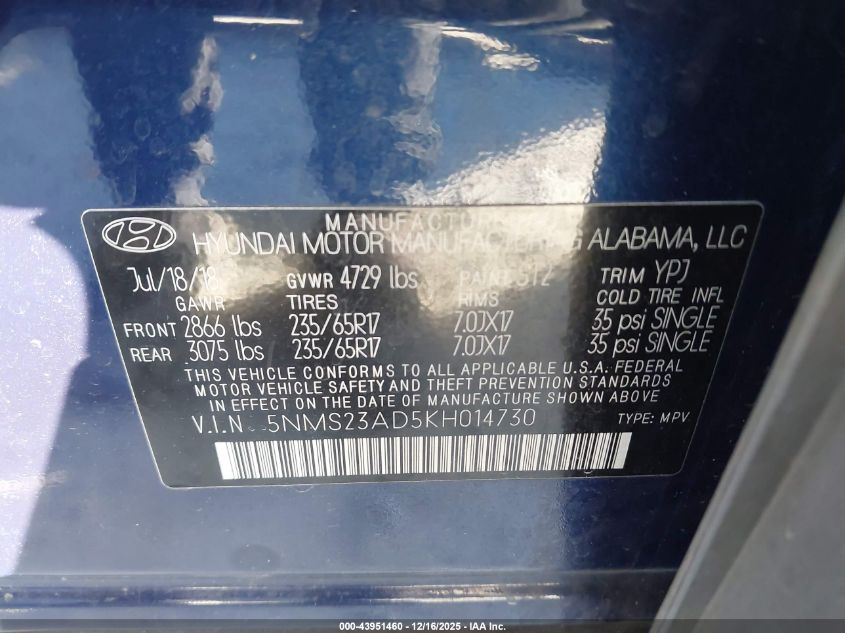 MANUFACTUR
HYUNDAI MOTOR MANUFACTURING ALABAMA, LLC
Jul/18/18 GVWR 4729 lbs PAINT ST2 TRIM YPJ
GAWR TIRES RIMS COLD TIRE INFL
FRONT 2866 lbs 235/65R17 7.0JX17 35 psi SINGLE
REAR 3075 lbs 235/65R17 7.0JX17 35 psi SINGLE
THIS VEHICLE CONFORMS TO ALL APPLICABLE U.S.A. FEDERAL
MOTOR VEHICLE SAFETY AND THEFT PREVENTION STANDARDS
IN EFFECT ON THE DATE OF MANUFACTURE SHOWN ABOVE
V.I.N 5NMS23AD5KH014730 TYPE: MPV
000-43951460 - 12/16/2025 - IAA Inc.